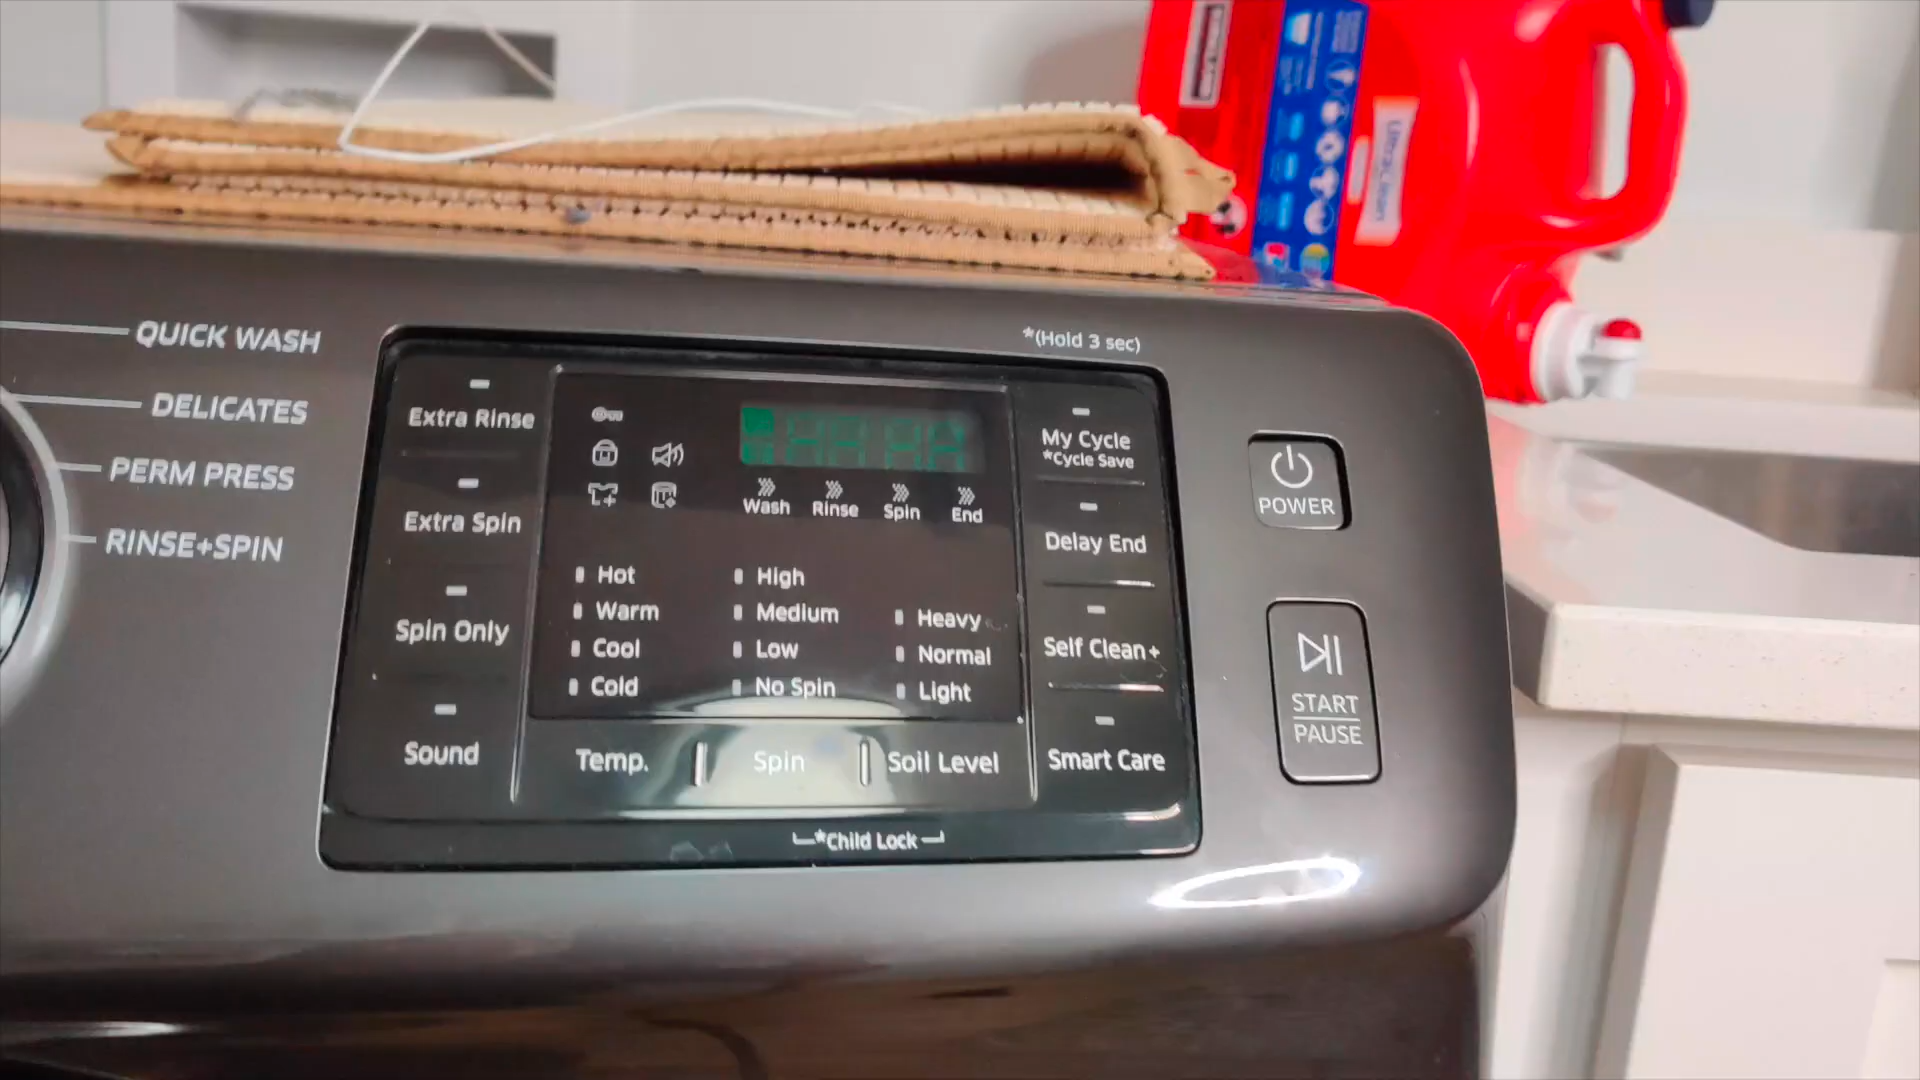 Kirkland
UltraClean
*(Hold 3 sec)
QUICK WASH
DELICATES
PERM PRESS
RINSE+SPIN
Extra Rinse
Extra Spin
Spin Only
Sound
Wash
Rinse
Spin
End
Hot
Warm
Cool
Cold
High
Medium
Low
No Spin
Heavy
Normal
Light
Temp.
Spin
Soil Level
My Cycle
*Cycle Save
Delay End
Self Clean+
Smart Care
*Child Lock
POWER
START
PAUSE